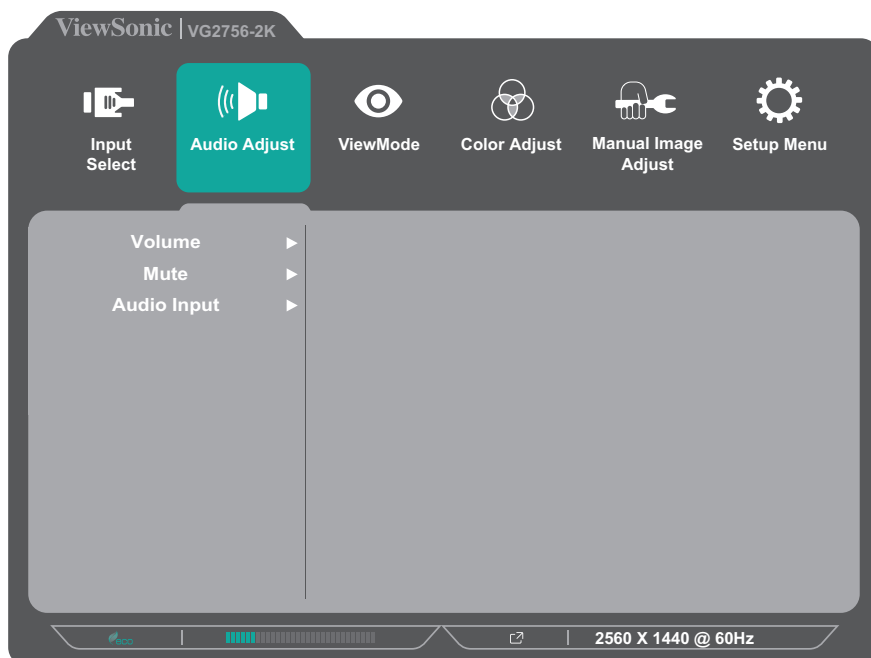 ViewSonic | VG2756-2K
Input Select
Audio Adjust
ViewMode
Color Adjust
Manual Image Adjust
Setup Menu
Volume
Mute
Audio Input
eco
2560 X 1440 @ 60Hz